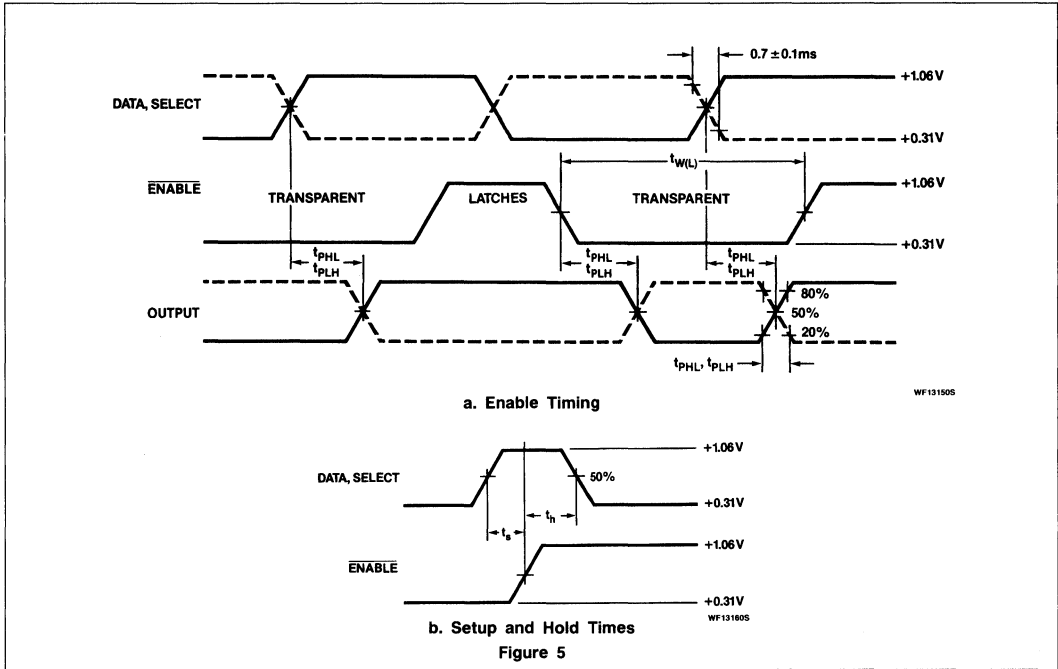 0.7 ± 0.1ms
+1.06V
DATA, SELECT
+0.31V
tW(L)
ENABLE
TRANSPARENT
LATCHES
TRANSPARENT
+1.06V
+0.31V
tPHL
tPLH
tPHL
tPLH
tPHL
tPLH
OUTPUT
80%
50%
20%
tPHL, tPLH
WF13150S
a. Enable Timing
+1.06V
DATA, SELECT
50%
+0.31V
th
ts
+1.06V
ENABLE
+0.31V
WF13160S
b. Setup and Hold Times
Figure 5